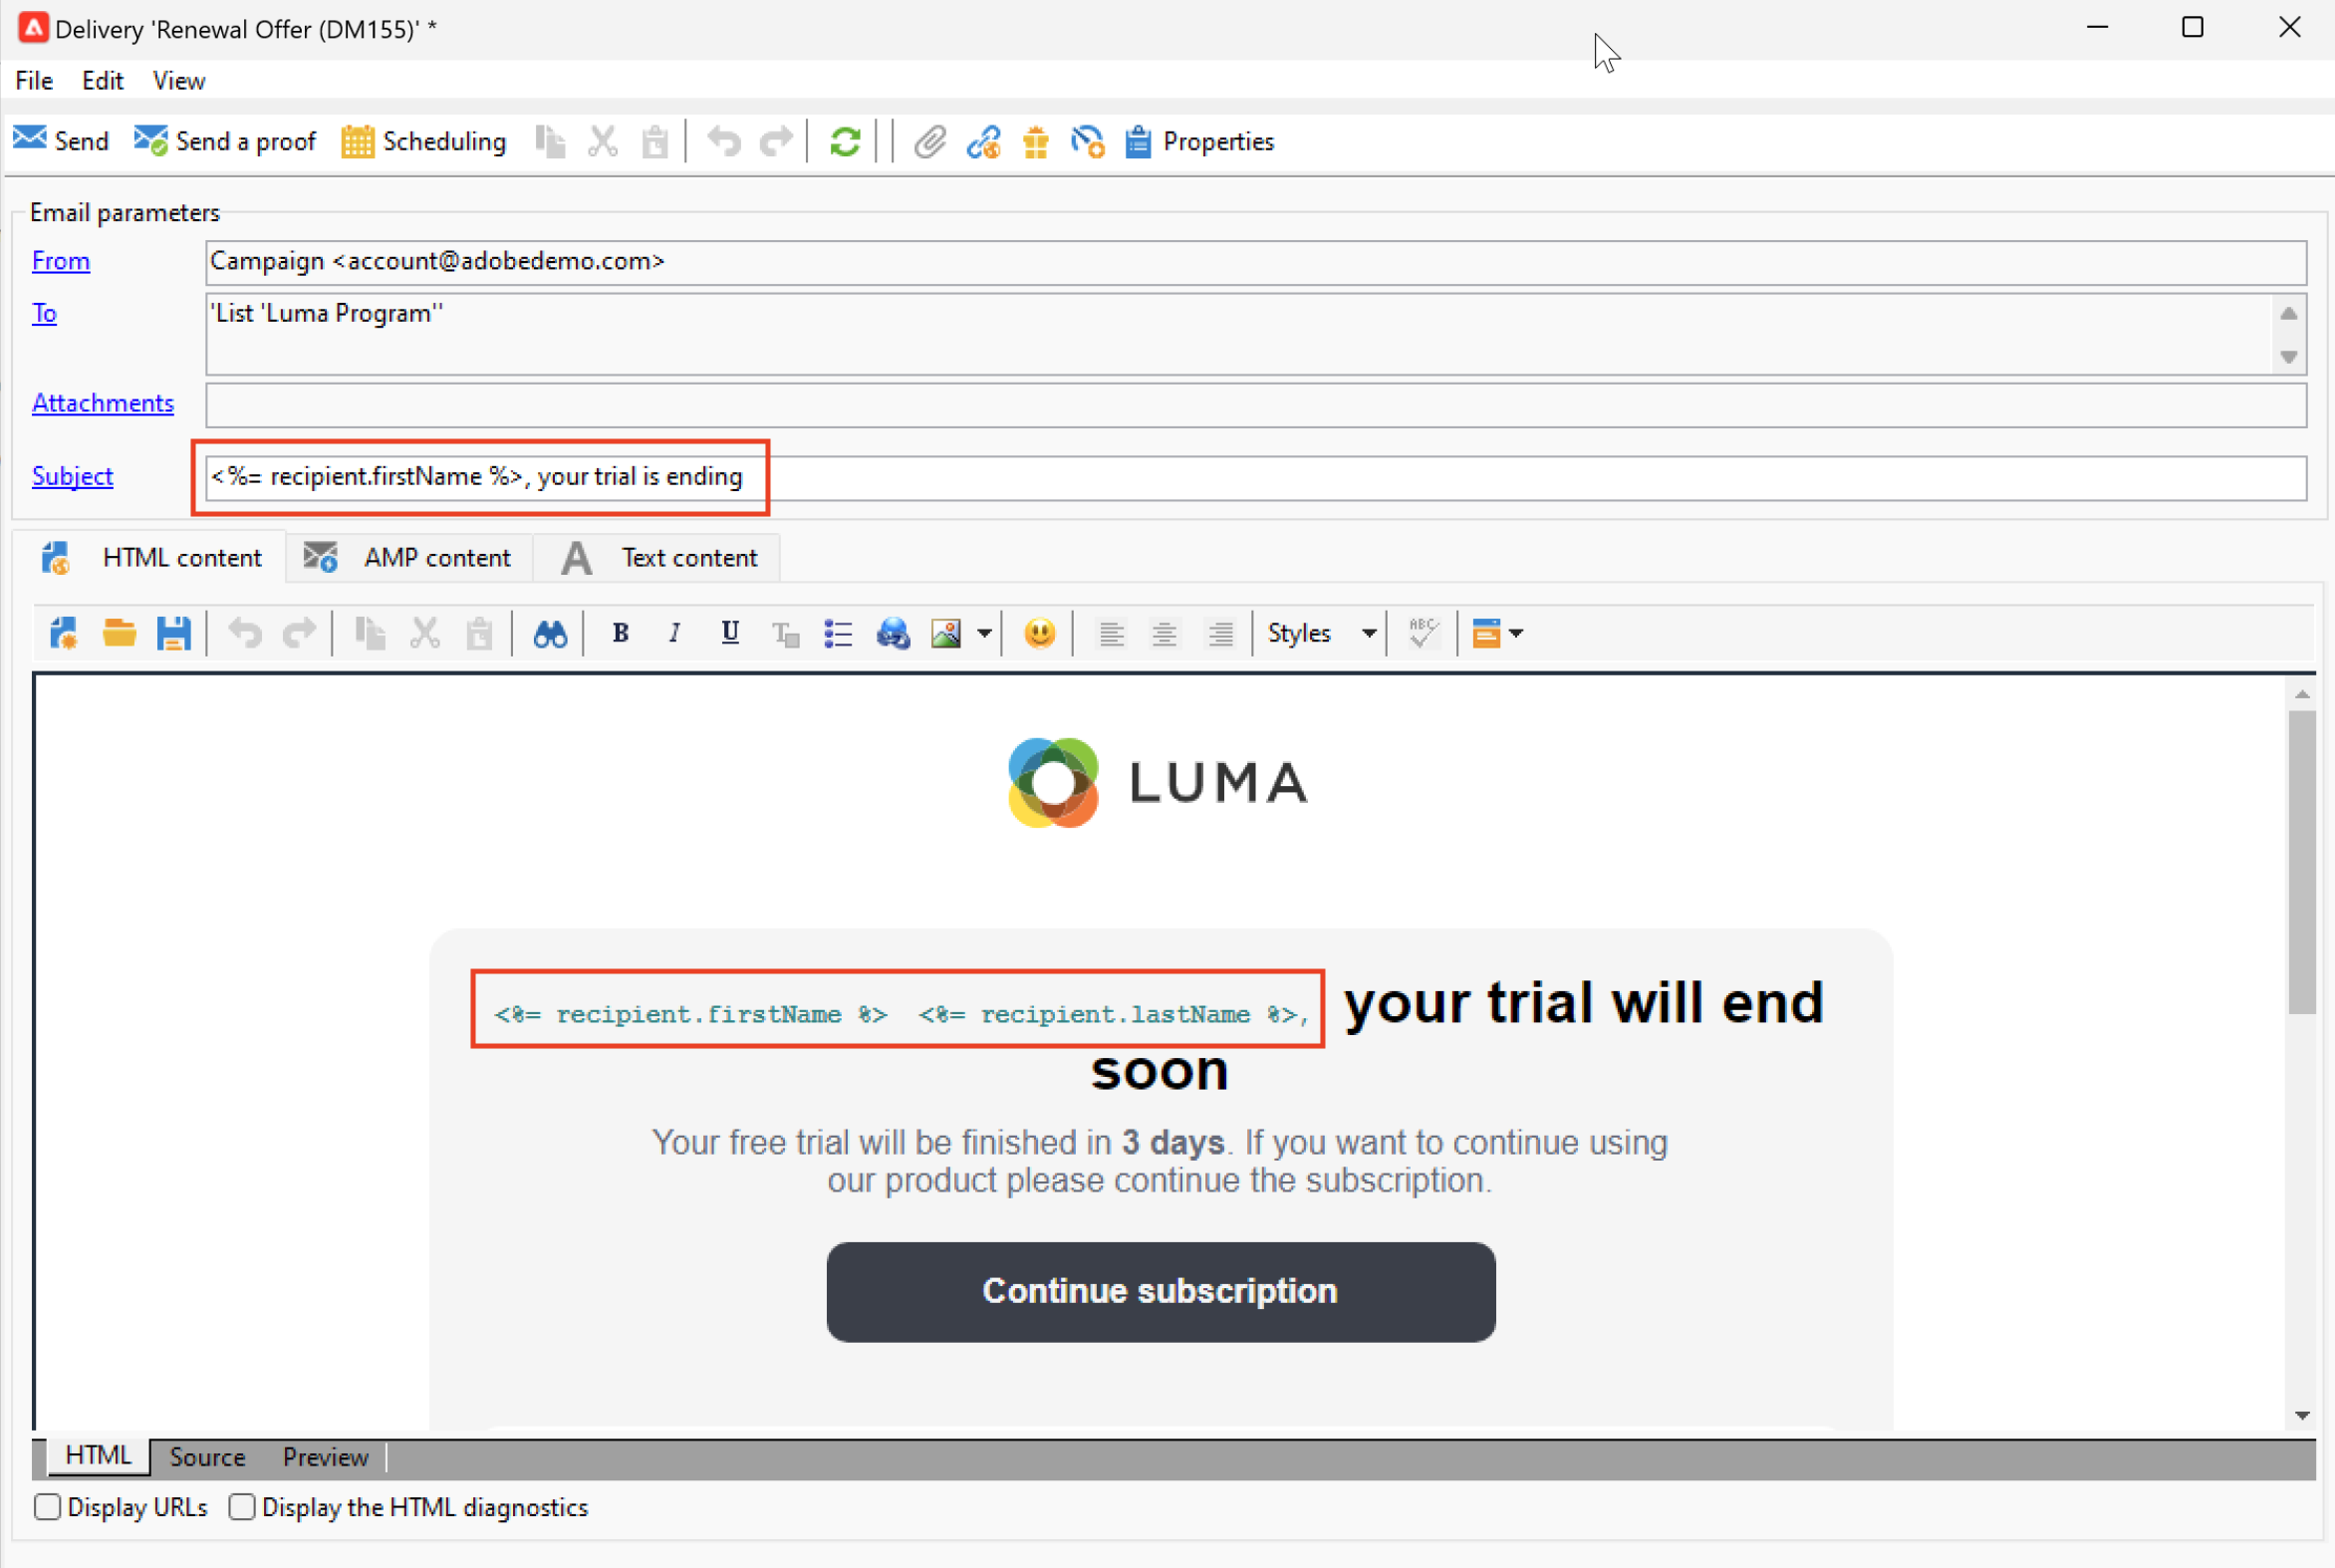 Delivery 'Renewal Offer (DM155)' *
File Edit View
Send Send a proof Scheduling Properties
Email parameters
From Campaign <account@adobedemo.com>
To 'List 'Luma Program''
Attachments
Subject <%= recipient.firstName %>, your trial is ending
HTML content AMP content A Text content
B I U T Styles ABC
LUMA
<%= recipient.firstName %> <%= recipient.lastName %>, your trial will end
soon
Your free trial will be finished in 3 days. If you want to continue using
our product please continue the subscription.
Continue subscription
HTML Source Preview
Display URLs Display the HTML diagnostics